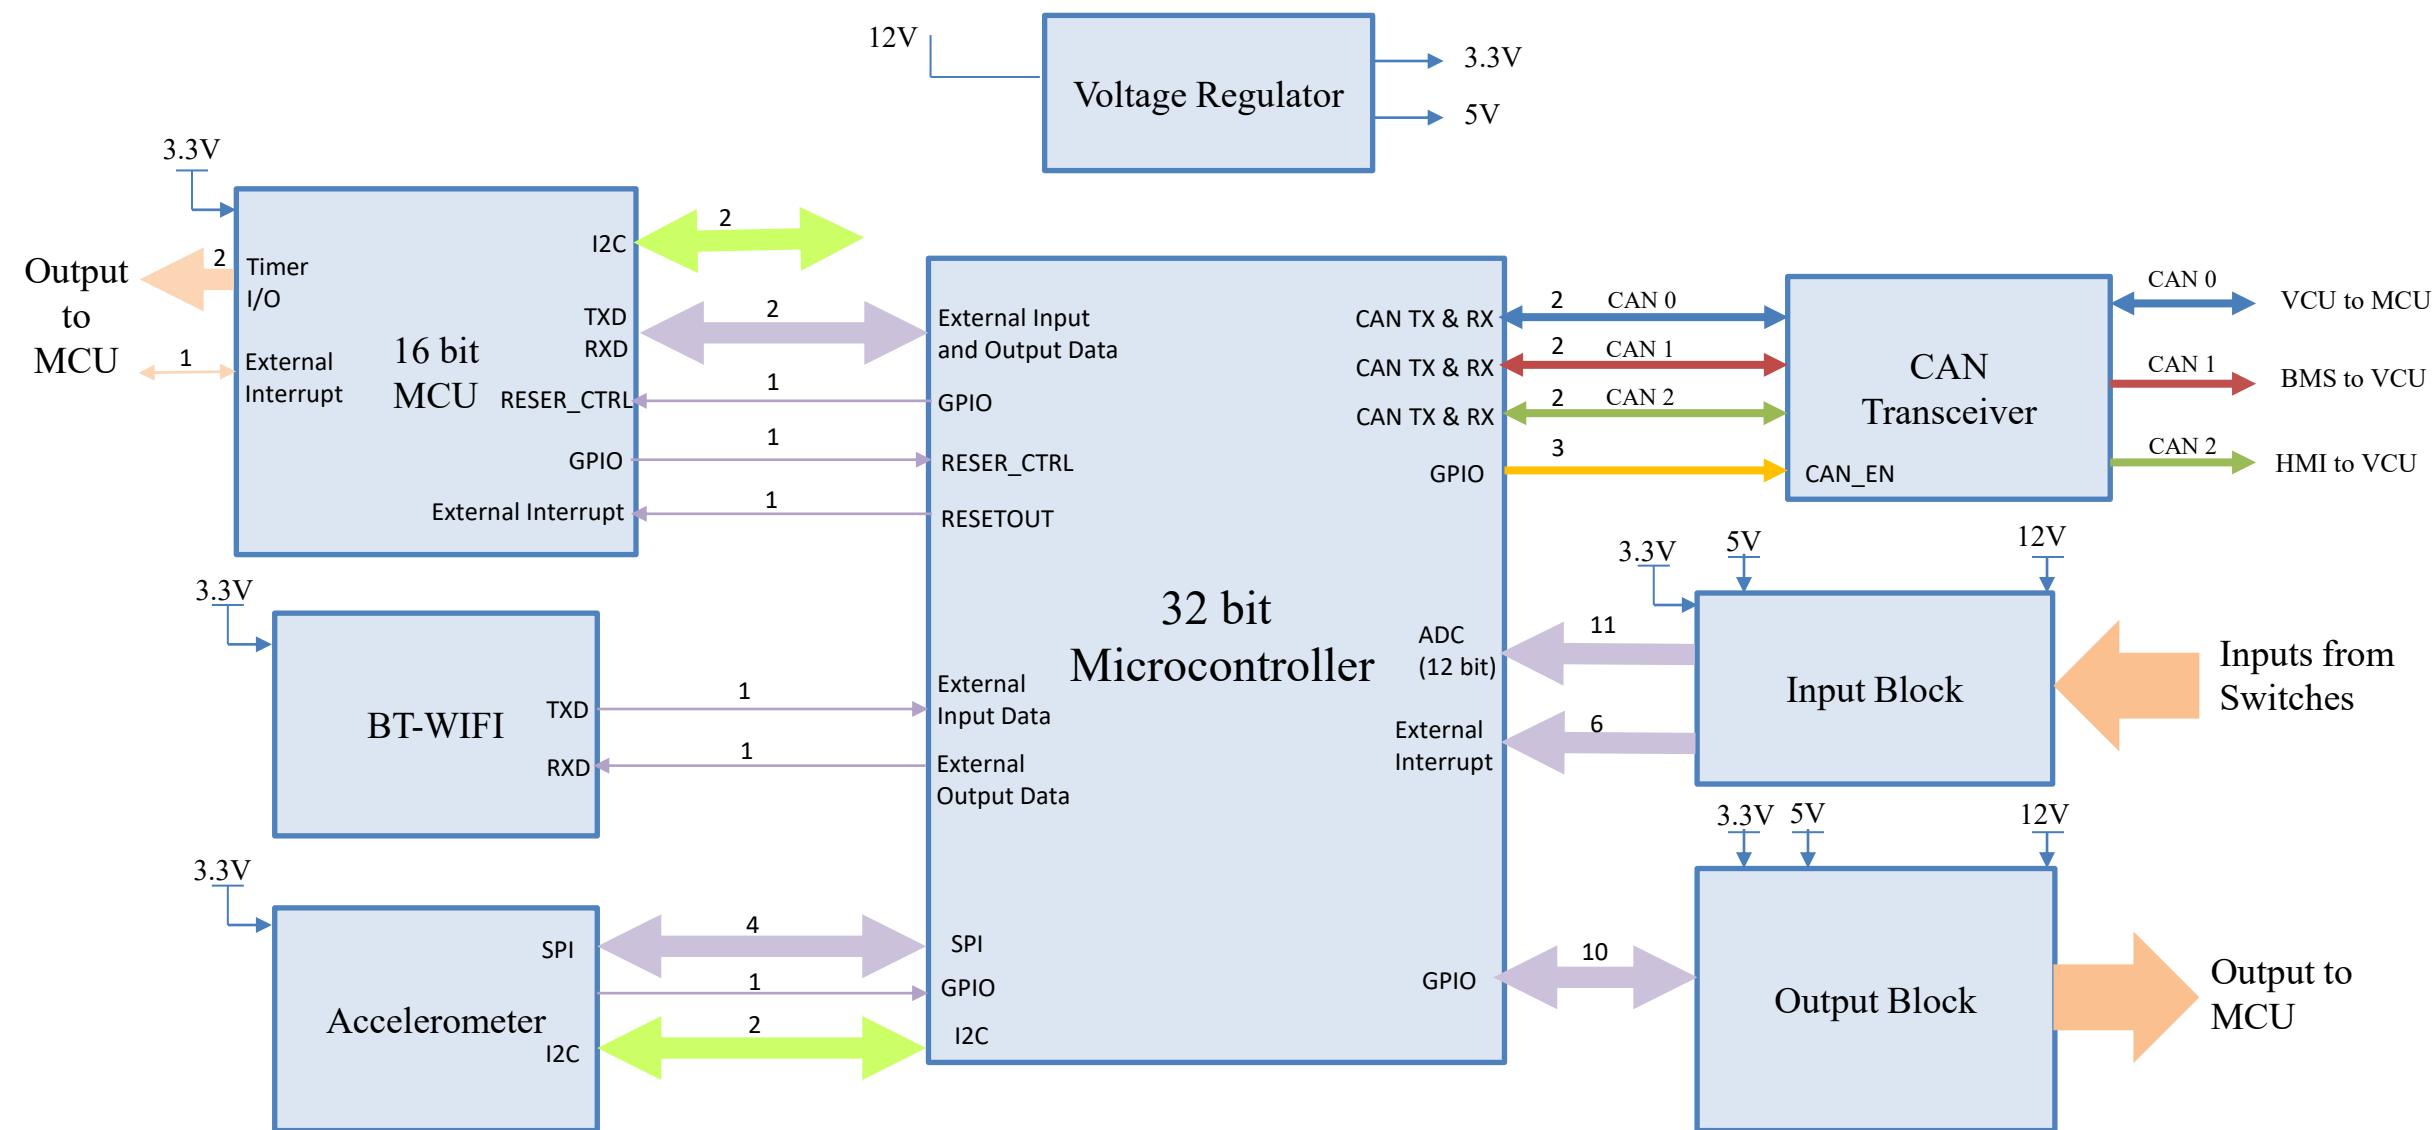 12V
Voltage Regulator
3.3V
5V
3.3V
Output
to
MCU
2
1
Timer
I/O
External
Interrupt
16 bit
MCU
I2C
TXD
RXD
RESER_CTRL
GPIO
External Interrupt
2
2
1
1
1
External Input
and Output Data
GPIO
RESER_CTRL
RESETOUT
32 bit
Microcontroller
CAN TX & RX
CAN TX & RX
CAN TX & RX
GPIO
2
CAN 0
2
CAN 1
2
CAN 2
3
CAN
Transceiver
CAN_EN
CAN 0
VCU to MCU
CAN 1
BMS to VCU
CAN 2
HMI to VCU
3.3V
BT-WIFI
TXD
RXD
1
1
External
Input Data
External
Output Data
ADC
(12 bit)
External
Interrupt
11
6
3.3V
5V
12V
Input Block
Inputs from
Switches
3.3V
Accelerometer
SPI
I2C
4
1
2
SPI
GPIO
I2C
GPIO
10
3.3V
5V
12V
Output Block
Output to
MCU